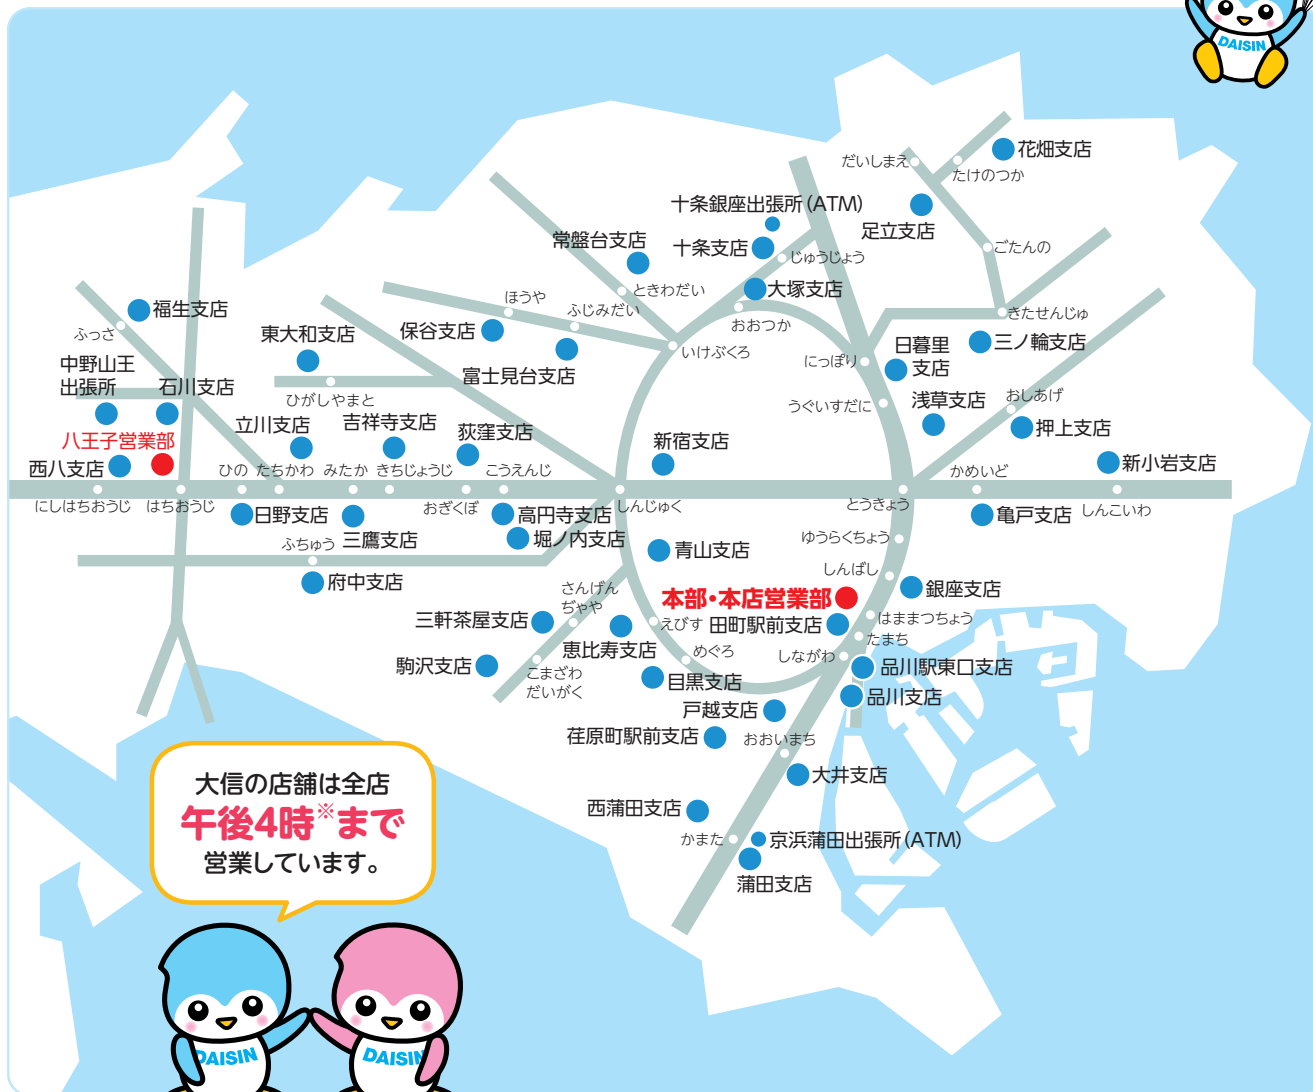 DAISIN
花畑支店
だいしまえ
たけのつか
足立支店
ごたんの
十条銀座出張所(ATM)
十条支店
じゅうじょう
常盤台支店
ときわだい
大塚支店
おおつか
ほうや
ふじみだい
保谷支店
富士見台支店
いけぶくろ
きたせんじゅ
三ノ輪支店
にっぽり
日暮里
支店
うぐいすだに
浅草支店
おしあげ
押上支店
福生支店
ふっさ
東大和支店
ひがしやまと
中野山王
出張所
石川支店
八王子営業部
西八支店
立川支店
吉祥寺支店
荻窪支店
新宿支店
新小岩支店
ひの
たちかわ
みたか
きちじょうじ
こうえんじ
かめいど
にしはちおうじ
はちおうじ
おぎくぼ
しんじゅく
とうきょう
しんこいわ
日野支店
三鷹支店
高円寺支店
堀ノ内支店
亀戸支店
ふちゅう
府中支店
青山支店
ゆうらくちょう
しんばし
銀座支店
本部・本店営業部
はままつちょう
田町駅前支店
たまち
しながわ
品川駅東口支店
品川支店
さんげん
ぢゃや
三軒茶屋支店
えびす
恵比寿支店
めぐろ
目黒支店
駒沢支店
こまざわ
だいがく
戸越支店
荏原町駅前支店
おおいまち
大井支店
西蒲田支店
かまた
京浜蒲田出張所(ATM)
蒲田支店
大信の店舗は全店
午後4時※まで
営業しています。
DAISIN
DAISIN